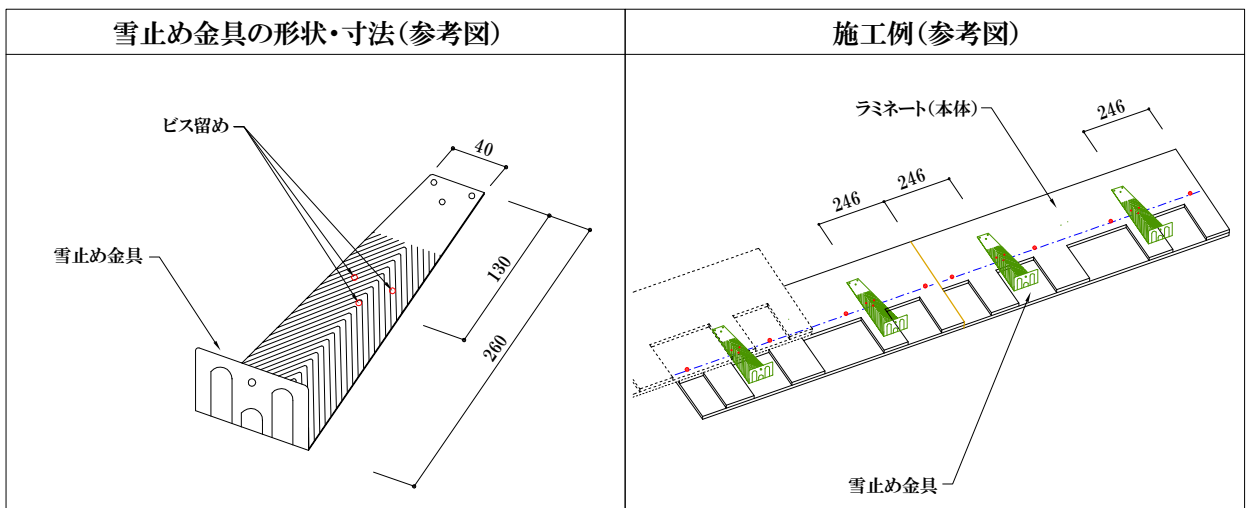 雪止め金具の形状・寸法(参考図)
ビス留め
40
雪止め金具
130
260
施工例(参考図)
ラミネート(本体)
246
246
246
雪止め金具